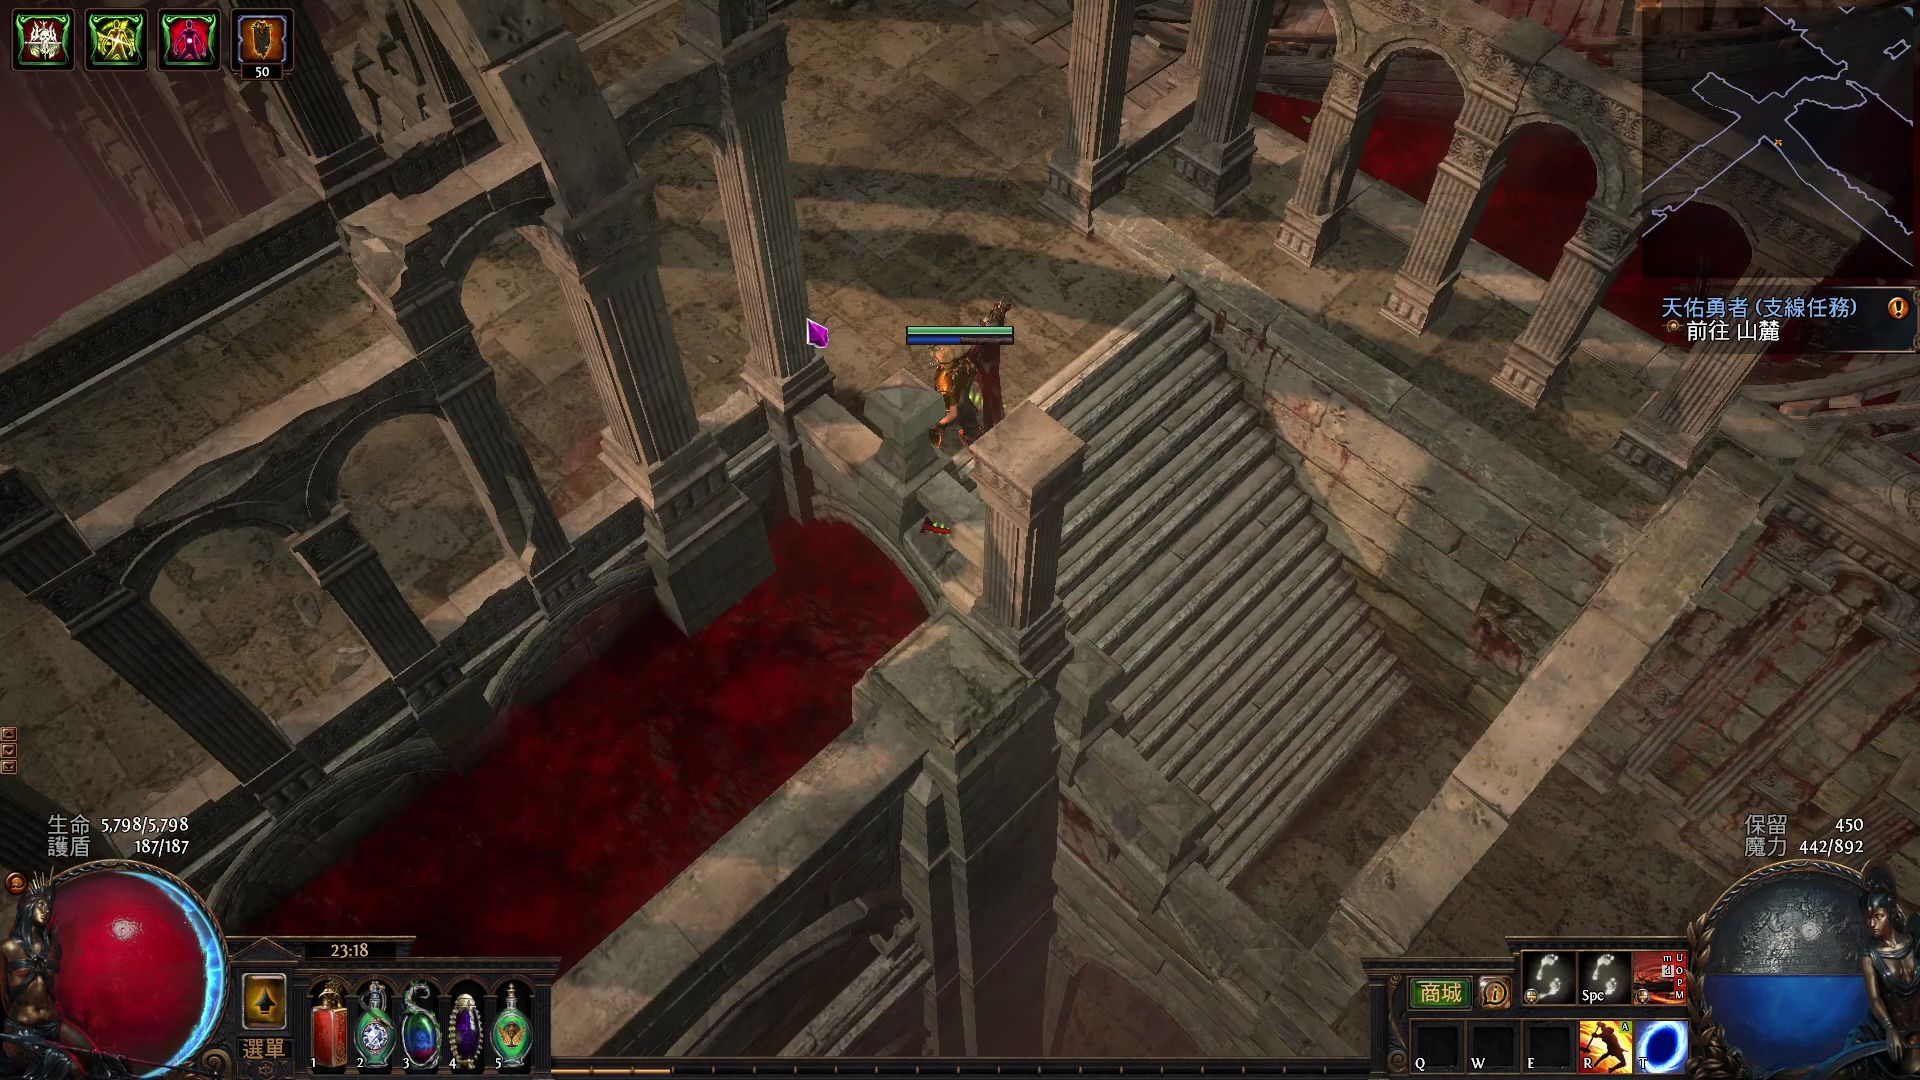 50
天佑勇者 (支線任務)
前往 山麓
生命 5,798/5,798
護盾 187/187
保留 450
魔力 442/892
23:18
選單
1 2 3 4 5
商城
Spc
m U
d O
P
M
A
Q W E R T